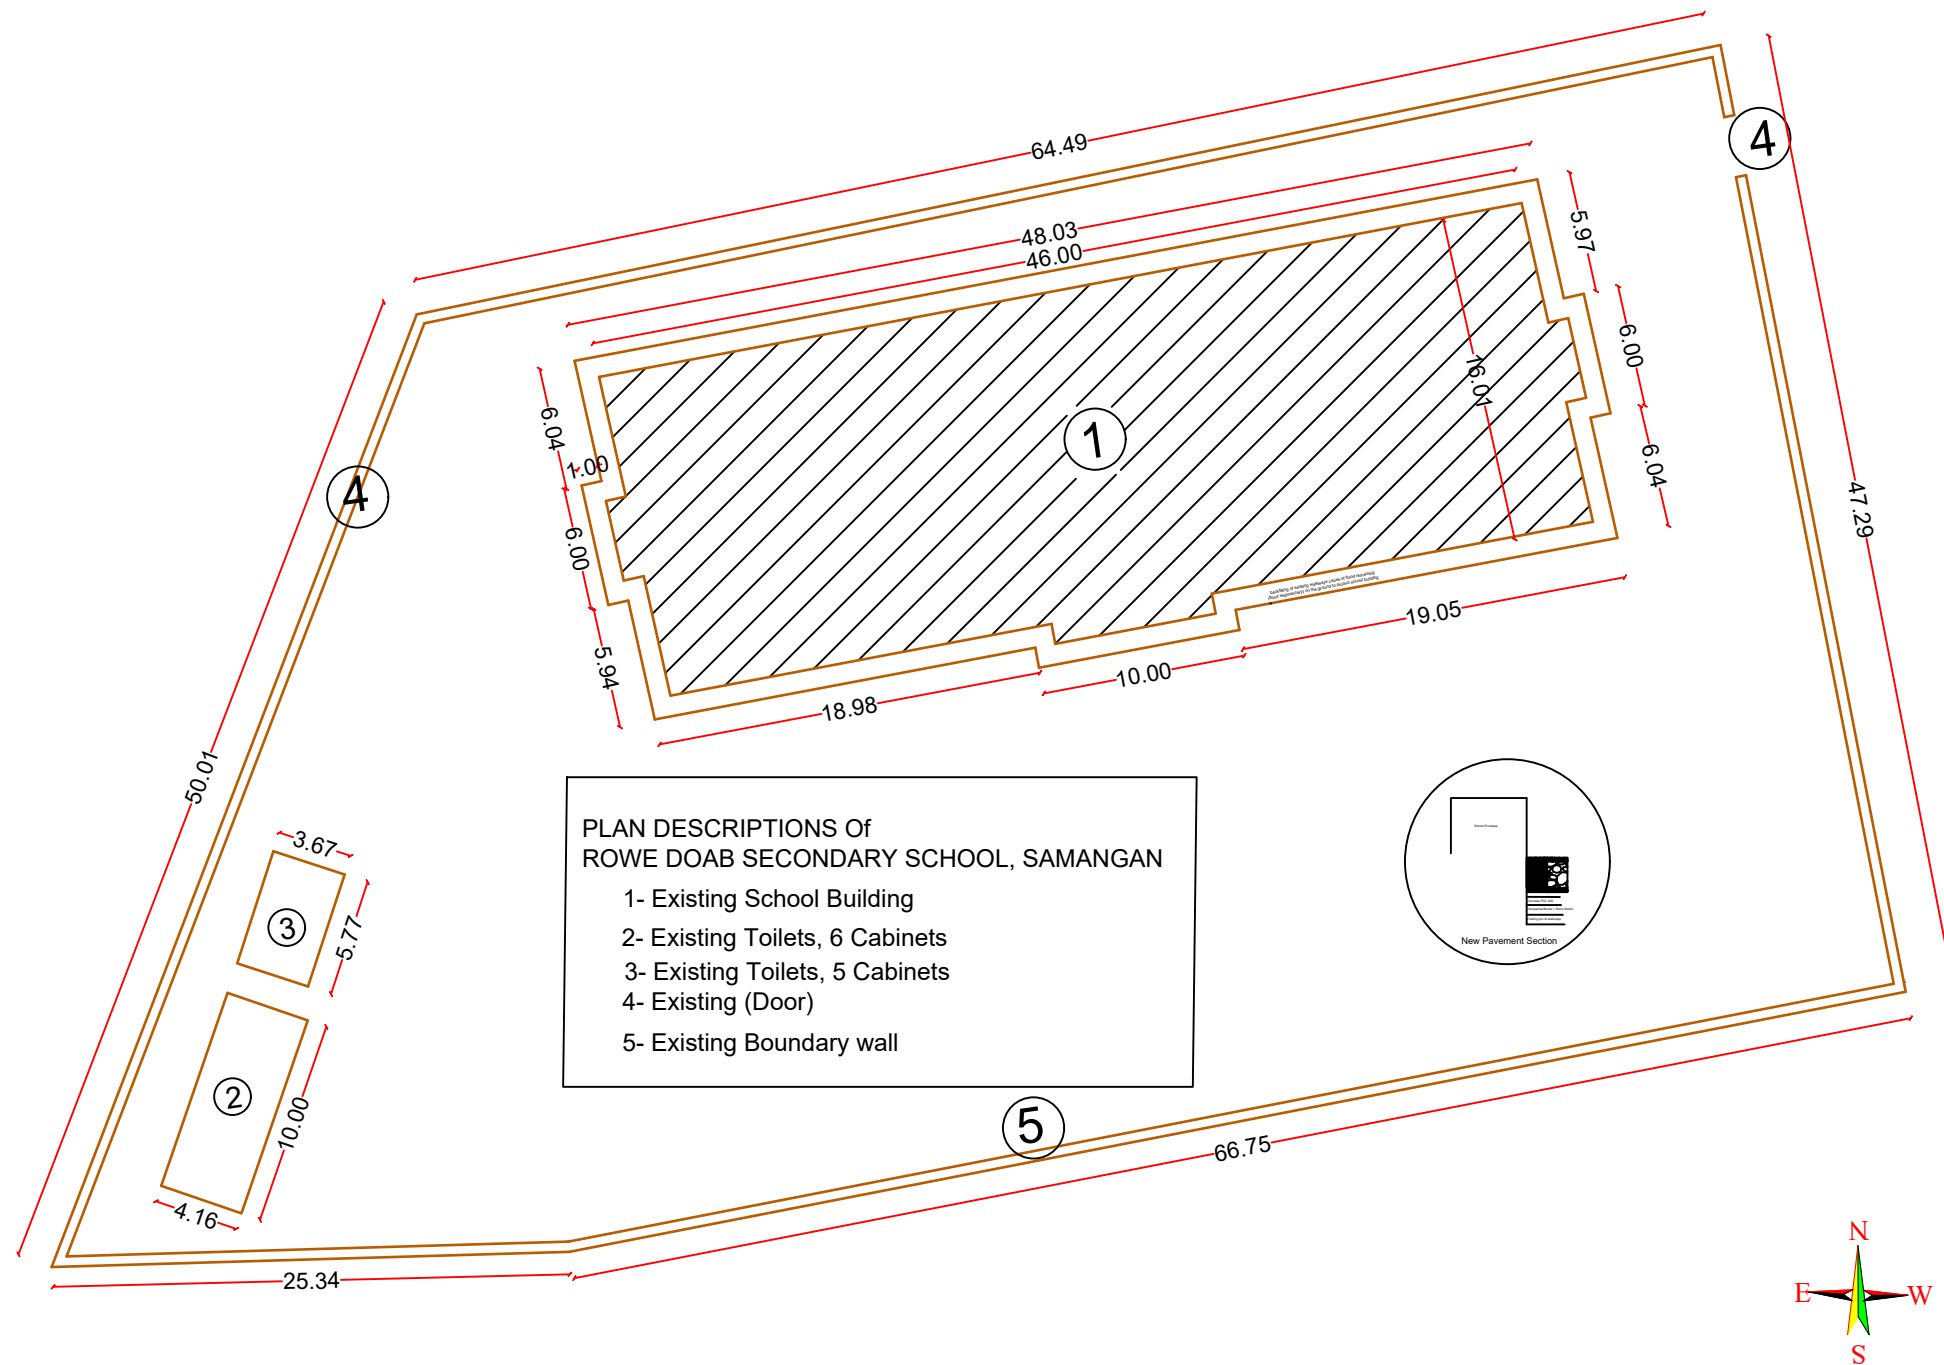 64.49
4
48.03
46.00
5.97
6.00
16.01
6.04
1.00
6.04
1
4
6.00
47.29
5.94
19.05
10.00
18.98
50.01
PLAN DESCRIPTIONS Of
ROWE DOAB SECONDARY SCHOOL, SAMANGAN
1- Existing School Building
2- Existing Toilets, 6 Cabinets
3- Existing Toilets, 5 Cabinets
4- Existing (Door)
5- Existing Boundary wall
New Pavement Section
3.67
3
5.77
2
10.00
4.16
5
66.75
25.34
N
E
W
S